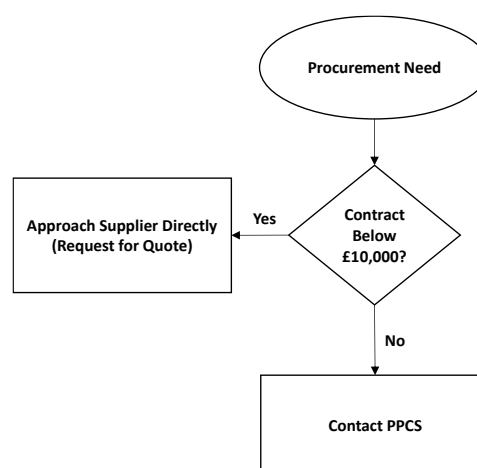 Procurement Need
Approach Supplier Directly
(Request for Quote)
Yes
Contract
Below
£10,000?
No
Contact PPCS